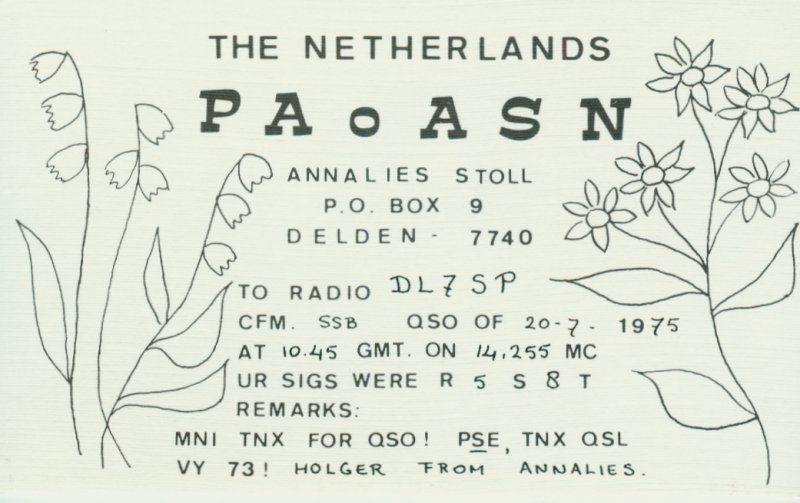 THE NETHERLANDS
PAoASN
ANNALIES STOLL
P.O. BOX 9
DELDEN - 7740
TO RADIO DL7SP
CFM. SSB QSO OF 20-7-1975
AT 10.45 GMT. ON 14,255 MC
UR SIGS WERE R 5 S 8 T
REMARKS:
MNI TNX FOR QSO! PSE, TNX QSL
VY 73! HOLGER FROM ANNALIES.